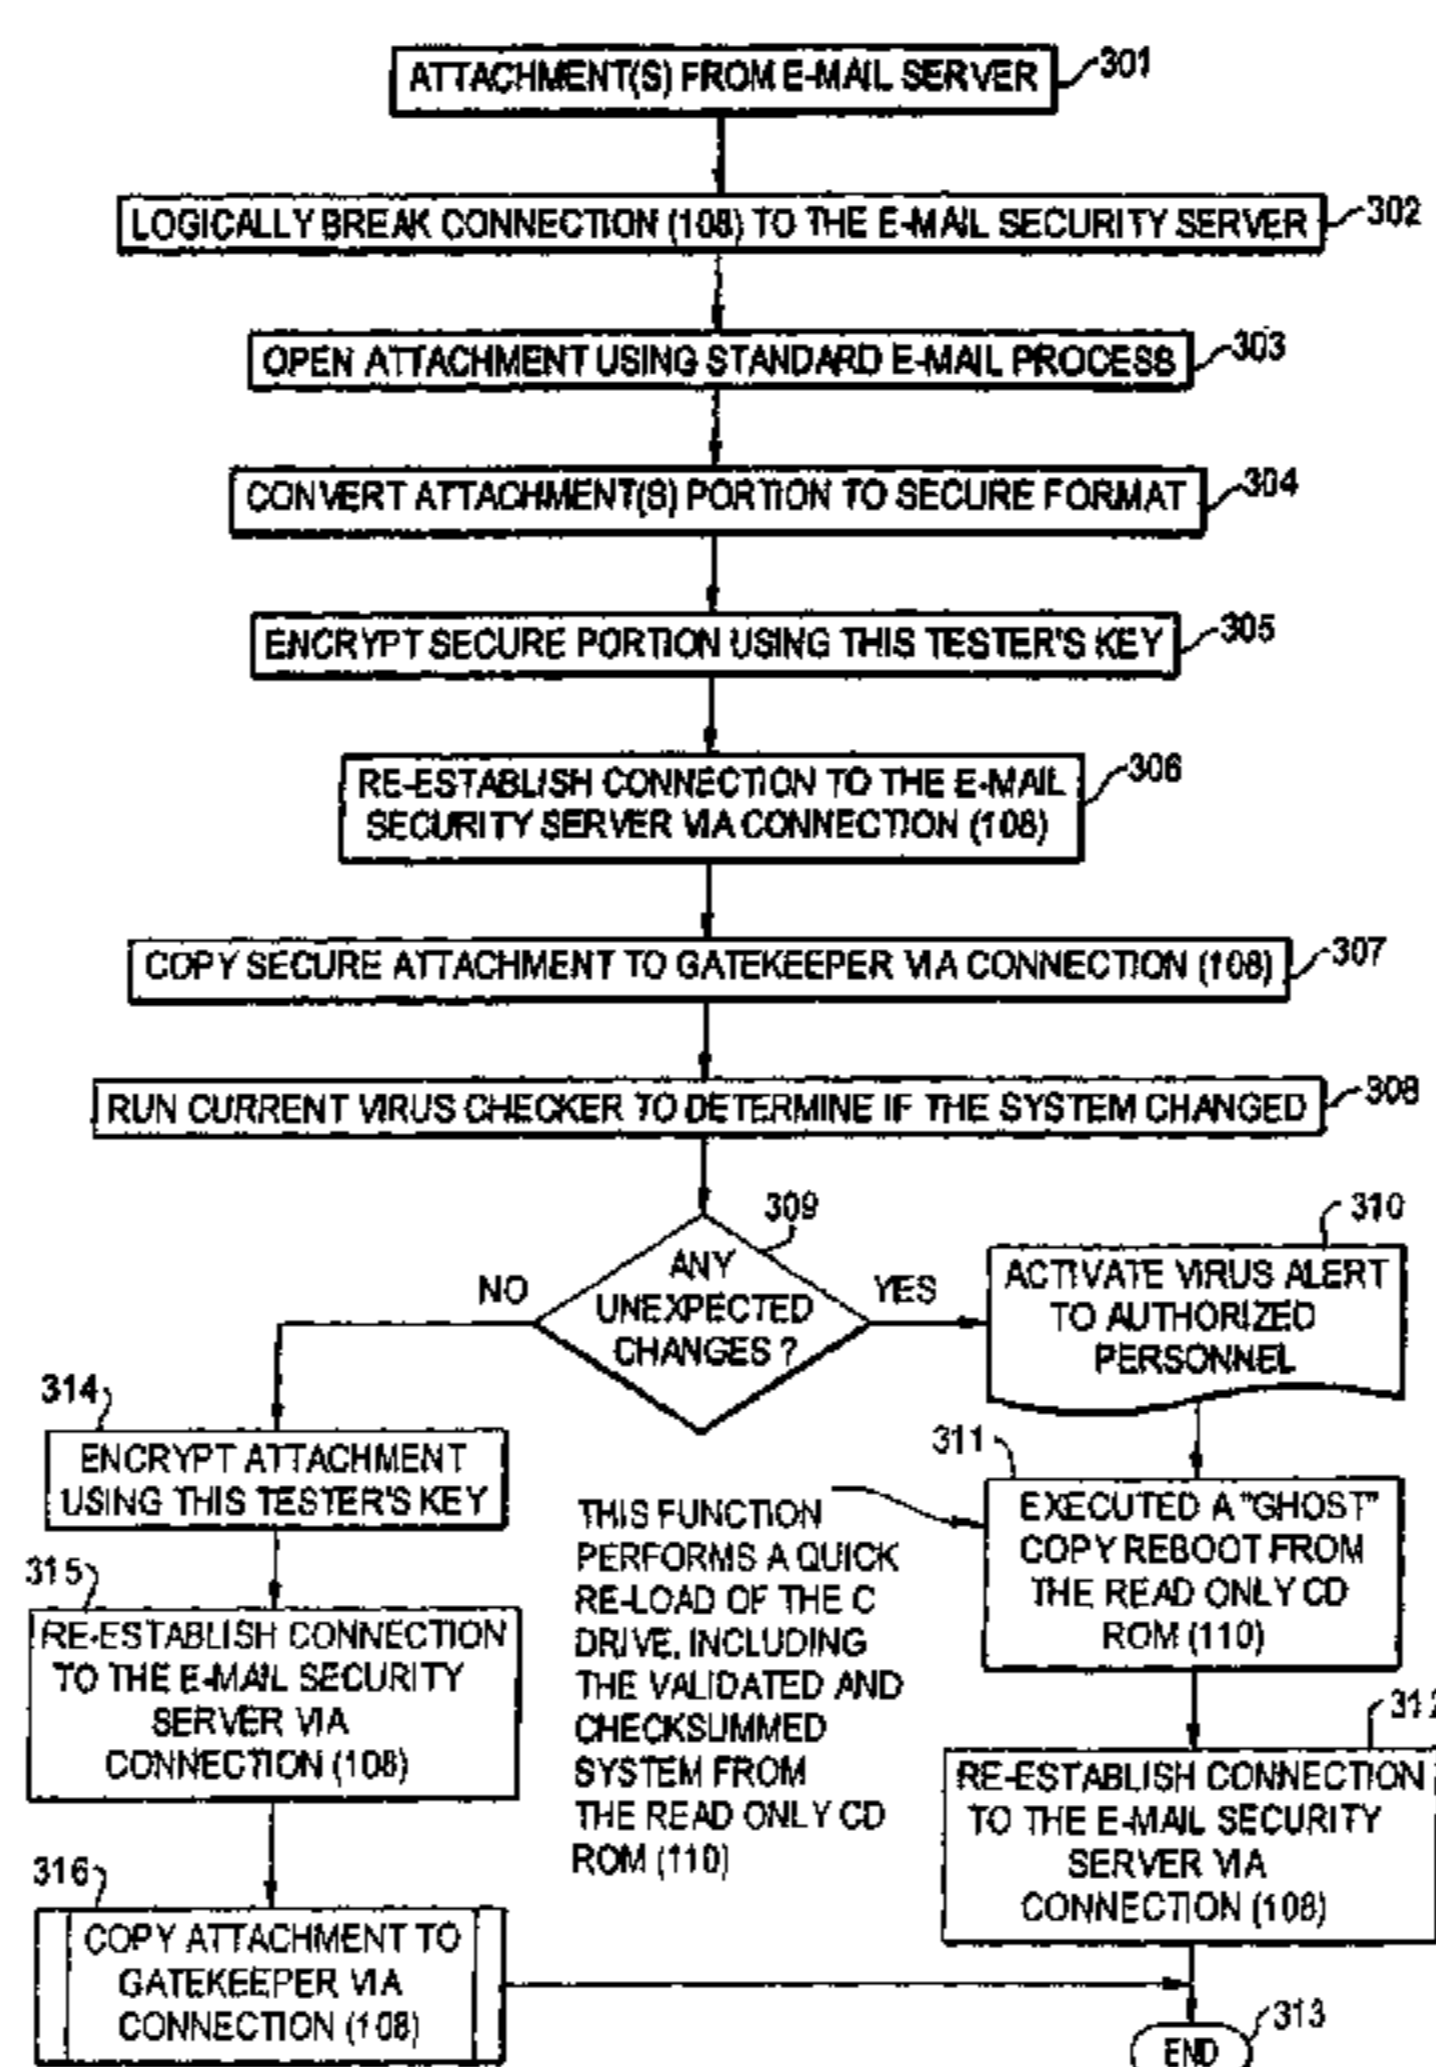 ATTACHMENT(S) FROM E-MAIL SERVER
301
LOGICALLY BREAK CONNECTION (108) TO THE E-MAIL SECURITY SERVER
302
OPEN ATTACHMENT USING STANDARD E-MAIL PROCESS
303
CONVERT ATTACHMENT(S) PORTION TO SECURE FORMAT
304
ENCRYPT SECURE PORTION USING THIS TESTER'S KEY
305
RE-ESTABLISH CONNECTION TO THE E-MAIL
SECURITY SERVER VIA CONNECTION (108)
306
COPY SECURE ATTACHMENT TO GATEKEEPER VIA CONNECTION (108)
307
RUN CURRENT VIRUS CHECKER TO DETERMINE IF THE SYSTEM CHANGED
308
309
ANY
UNEXPECTED
CHANGES ?
NO
YES
310
ACTIVATE VIRUS ALERT
TO AUTHORIZED
PERSONNEL
314
ENCRYPT ATTACHMENT
USING THIS TESTER'S KEY
311
EXECUTED A "GHOST"
COPY REBOOT FROM
THE READ ONLY CD
ROM (110)
THIS FUNCTION
PERFORMS A QUICK
RE-LOAD OF THE C
DRIVE, INCLUDING
THE VALIDATED AND
CHECKSUMMED
SYSTEM FROM
THE READ ONLY CD
ROM (110)
315
RE-ESTABLISH CONNECTION
TO THE E-MAIL SECURITY
SERVER VIA
CONNECTION (108)
312
RE-ESTABLISH CONNECTION
TO THE E-MAIL SECURITY
SERVER VIA
CONNECTION (108)
316
COPY ATTACHMENT TO
GATEKEEPER VIA
CONNECTION (108)
313
END